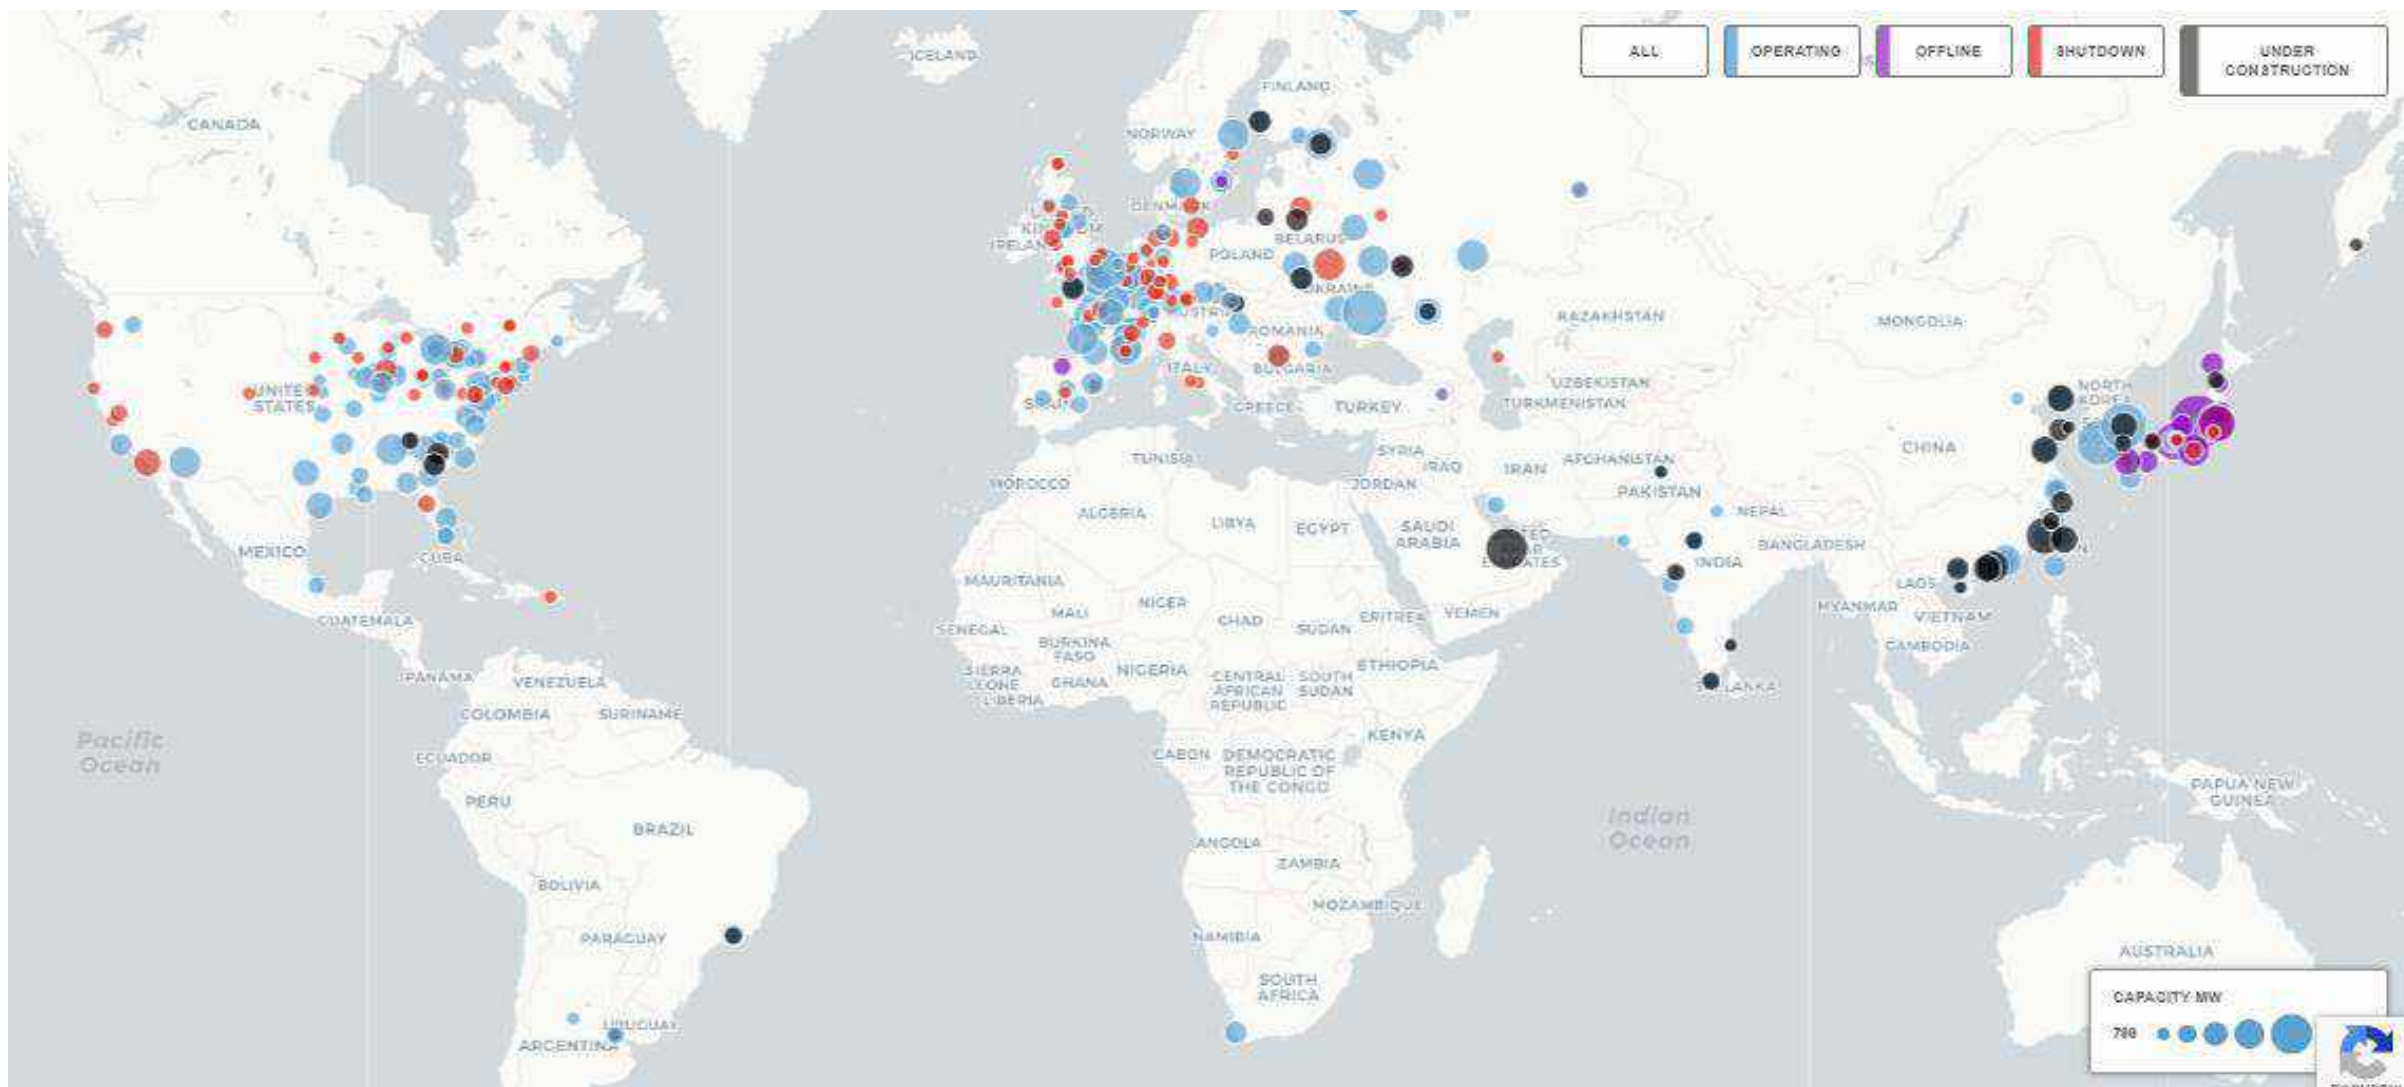 ALL
OPERATING
OFFLINE
SHUTDOWN
UNDER
CONSTRUCTION
ICELAND
FINLAND
CANADA
NORWAY
DENMARK
KINGDOM
IRELAND
BELARUS
POLAND
UKRAINE
KAZAKHSTAN
MONGOLIA
ROMANIA
ITALY
BULGARIA
UZBEKISTAN
TURKMENISTAN
NORTH
KOREA
UNITED
STATES
SPAIN
GREECE
TURKEY
CHINA
SYRIA
IRAQ
IRAN
AFGHANISTAN
TUNISIA
MOROCCO
JORDAN
PAKISTAN
ALGERIA
LIBYA
EGYPT
SAUDI
ARABIA
NEPAL
MEXICO
CUBA
BANGLADESH
INDIA
EMIRATES
LAOS
MYANMAR
VIETNAM
CAMBODIA
MAURITANIA
MALI
NIGER
CHAD
SUDAN
ERITREA
YEMEN
GUATEMALA
SENEGAL
BURKINA
FASO
ETHIOPIA
SIERRA
LEONE
LIBERIA
GHANA
NIGERIA
CENTRAL
AFRICAN
REPUBLIC
SOUTH
SUDAN
PANAMA
VENEZUELA
COLOMBIA
SURINAME
KENYA
Pacific
Ocean
ECUADOR
GABON
DEMOCRATIC
REPUBLIC OF
THE CONGO
PAPUA NEW
GUINEA
PERU
BRAZIL
Indian
Ocean
ANGOLA
ZAMBIA
BOLIVIA
MOZAMBIQUE
PARAGUAY
NAMIBIA
AUSTRALIA
SOUTH
AFRICA
URUGUAY
ARGENTINA
CAPACITY MW